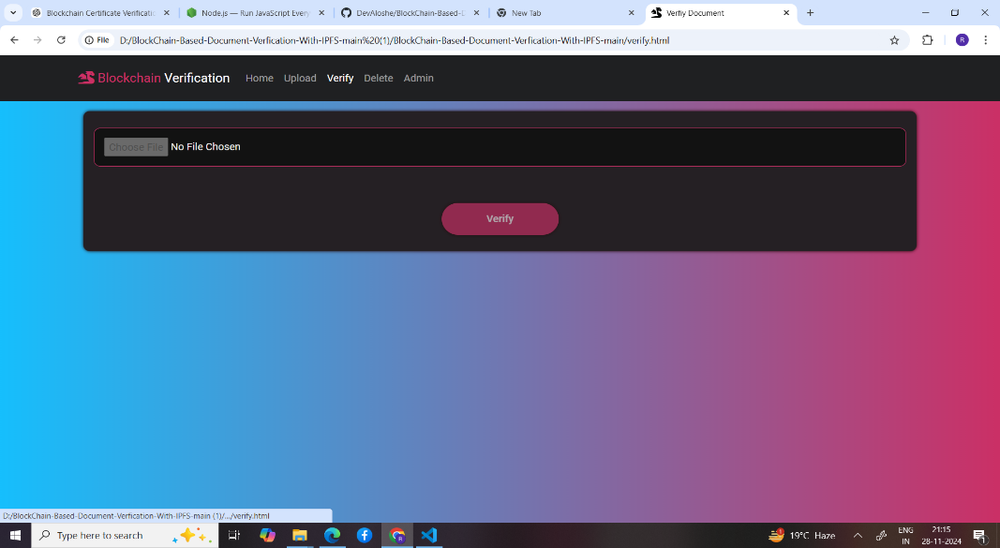 Blockchain Certificate Verificatio
Node.js — Run JavaScript Every
DevAloshe/BlockChain-Based-D
New Tab
Verfiy Document
File
D:/BlockChain-Based-Document-Verfication-With-IPFS-main%20(1)/BlockChain-Based-Document-Verfication-With-IPFS-main/verify.html
R
Blockchain Verification
Home
Upload
Verify
Delete
Admin
Choose File No File Chosen
Verify
D:/BlockChain-Based-Document-Verfication-With-IPFS-main (1)/.../verify.html
Type here to search
R
19°C Haze
ENG
IN
21:15
28-11-2024
1